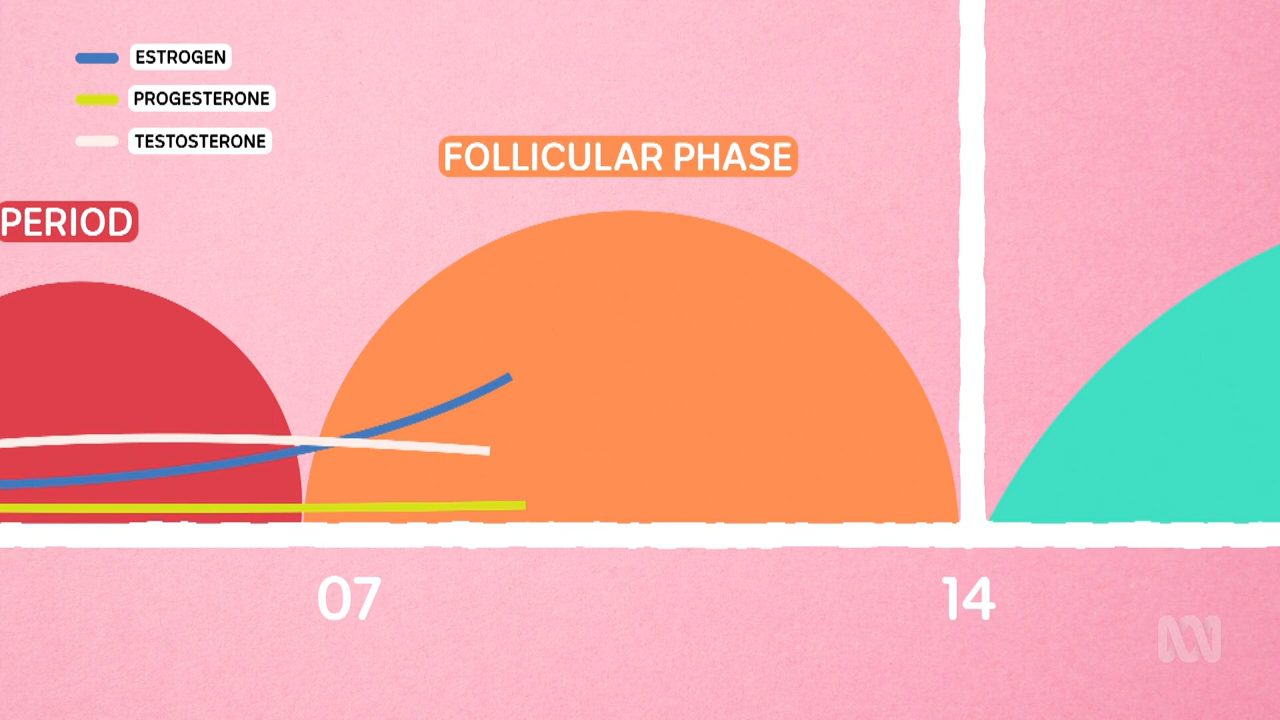 ESTROGEN
PROGESTERONE
TESTOSTERONE
FOLLICULAR PHASE
PERIOD
07
14